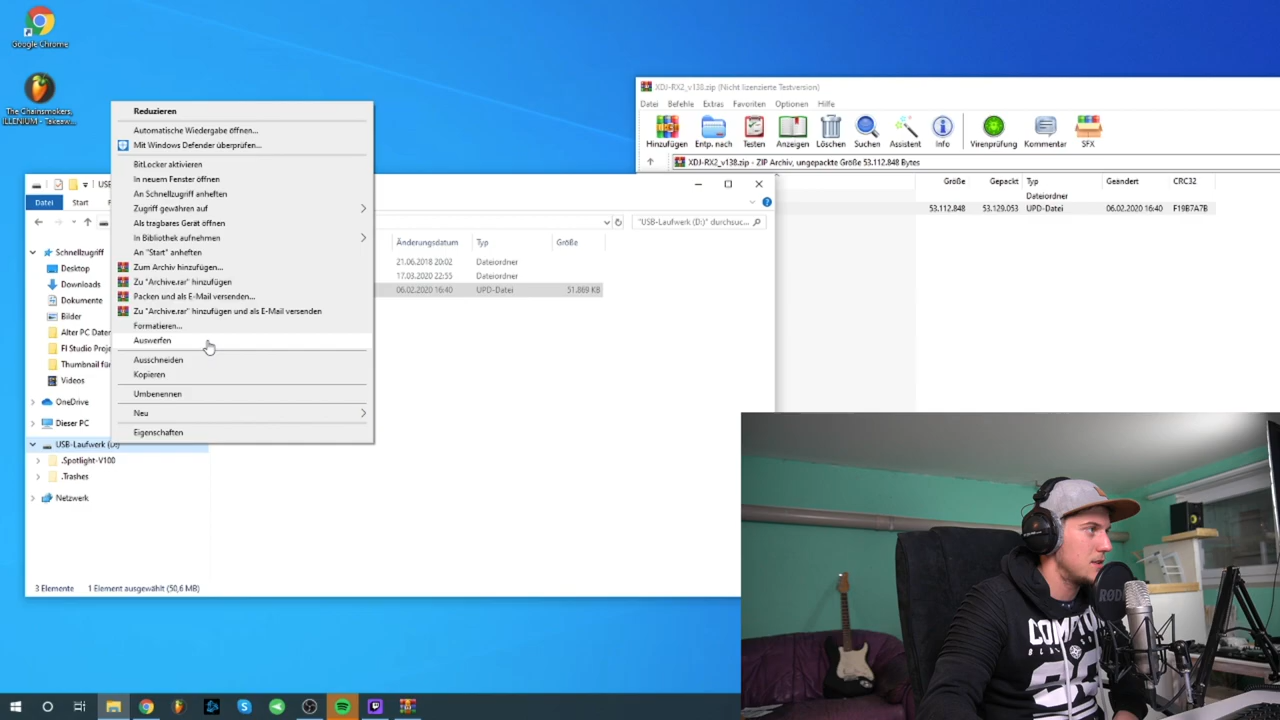 Google Chrome
The Chainsmokers,
ILLENIUM - Takeaw...
Reduzieren
Automatische Wiedergabe öffnen...
Mit Windows Defender überprüfen...
BitLocker aktivieren
In neuem Fenster öffnen
An Schnellzugriff anheften
Zugriff gewähren auf
Als tragbares Gerät öffnen
In Bibliothek aufnehmen
An "Start" anheften
Zum Archiv hinzufügen...
Zu "Archive.rar" hinzufügen
Packen und als E-Mail versenden...
Zu "Archive.rar" hinzufügen und als E-Mail versenden
Formatieren...
Auswerfen
Ausschneiden
Kopieren
Umbenennen
Neu
Eigenschaften
Datei
Start
"USB-Laufwerk (D:)" durchsuc...
Schnellzugriff
Desktop
Downloads
Dokumente
Bilder
Alter PC Daten
Fl Studio Proje
Thumbnail für
Videos
OneDrive
Dieser PC
USB-Laufwerk (D:)
.Spotlight-V100
.Trashes
Netzwerk
Änderungsdatum Typ Größe
21.06.2018 20:02 Dateiordner
17.03.2020 22:55 Dateiordner
06.02.2020 16:40 UPD-Datei 51.869 KB
3 Elemente 1 Element ausgewählt (50,6 MB)
XDJ-RX2_v138.zip (Nicht lizenzierte Testversion)
Datei Befehle Extras Favoriten Optionen Hilfe
Hinzufügen Entp. nach Testen Anzeigen Löschen Suchen Assistent Info Virenprüfung Kommentar SFX
XDJ-RX2_v138.zip - ZIP Archiv, ungepackte Größe 53.112.848 Bytes
Größe Gepackt Typ Geändert CRC32
Dateiordner
53.112.848 53.129.053 UPD-Datei 06.02.2020 16:40 F19B7A7B
RØDE